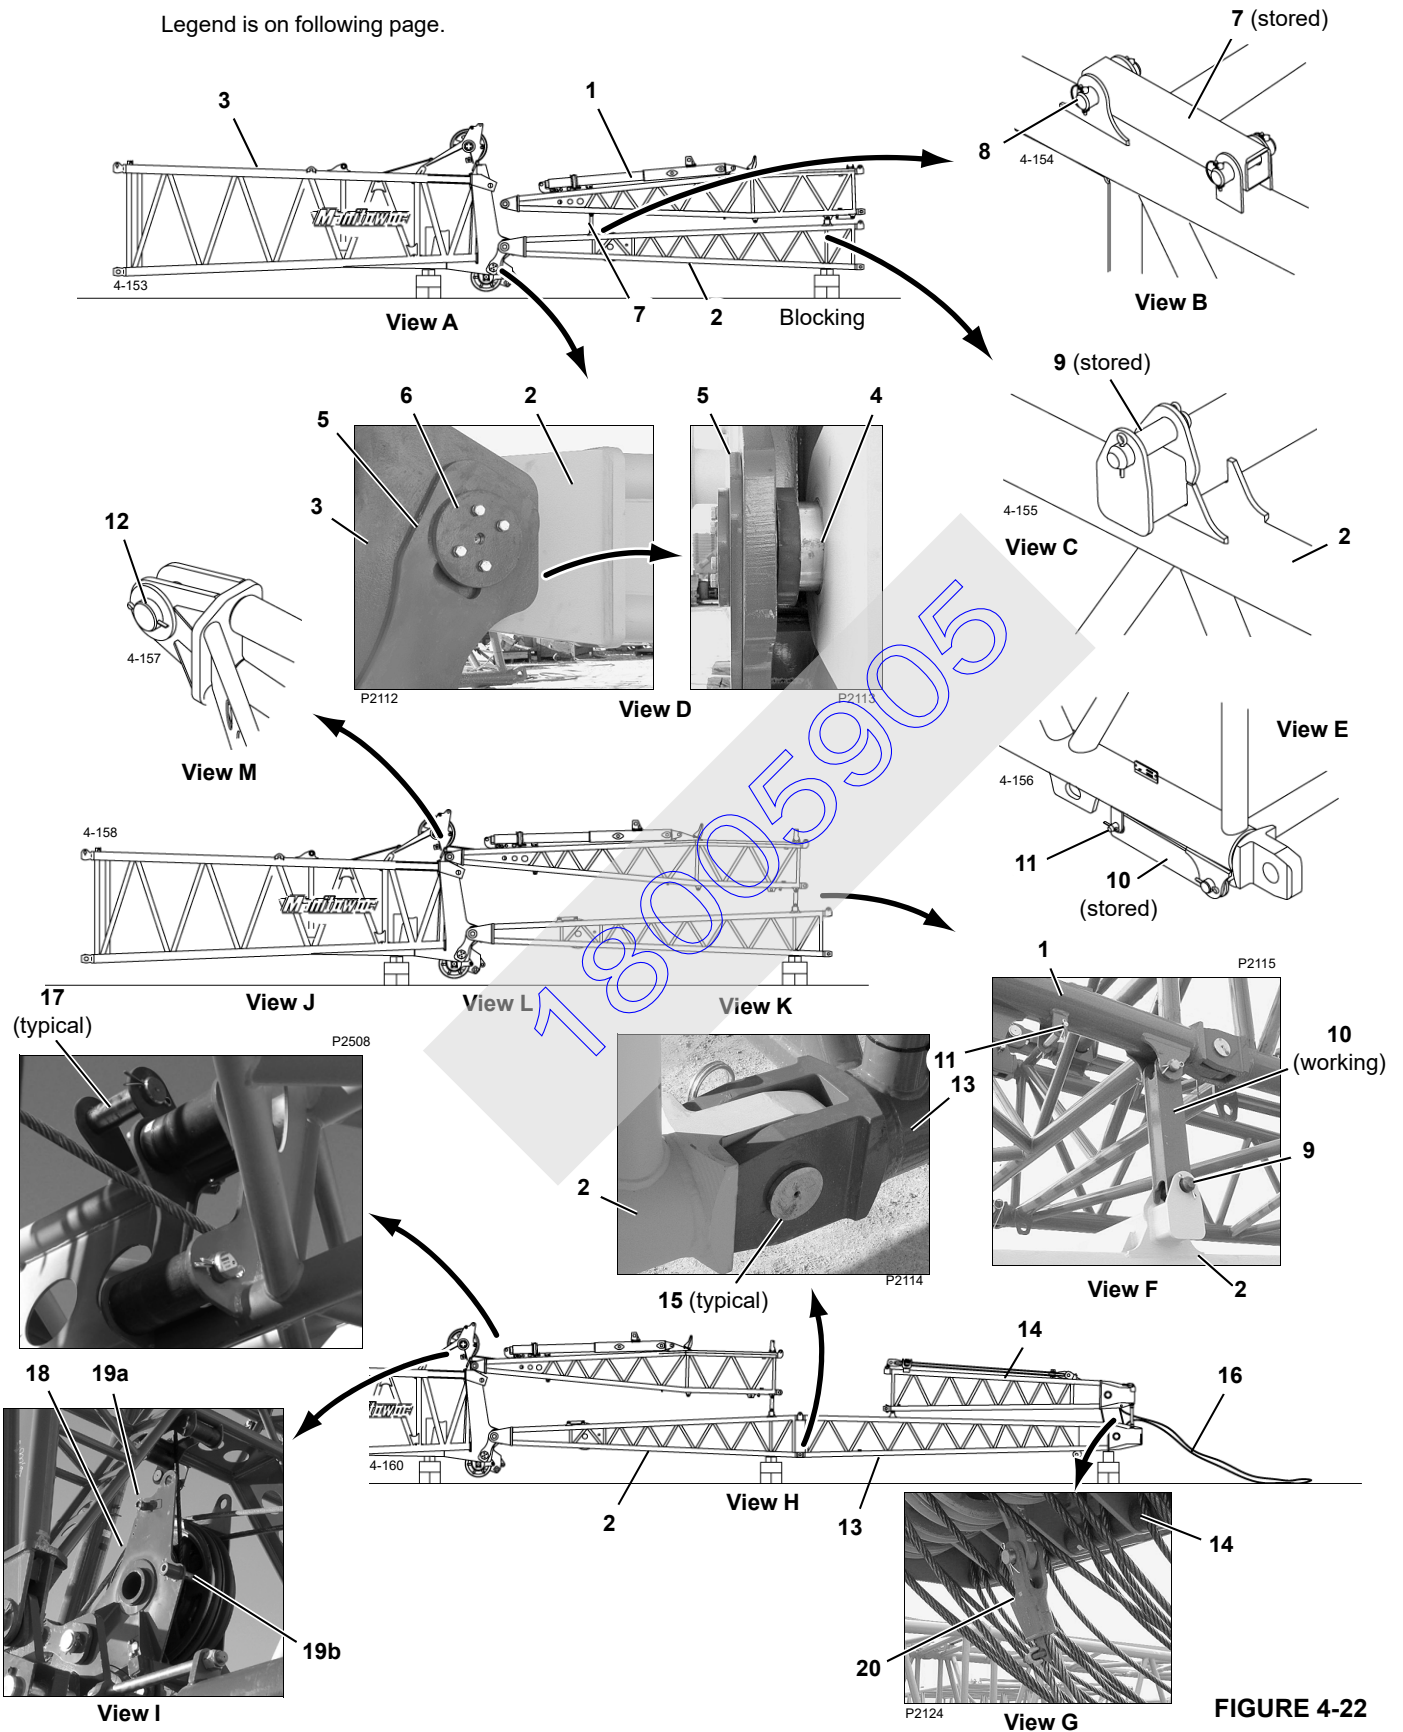 Legend is on following page.
7 (stored)
3
1
8
4-154
Manitowoc
4-153
View A
7
2
Blocking
View B
9 (stored)
6
2
5
4
5
3
12
4-155
View C
2
4-157
P2112
P2113
View D
View M
View E
4-156
11
10
(stored)
4-158
Manitowoc
View J
View L
View K
17
(typical)
P2508
1
P2115
11
13
10
(working)
9
2
P2114
15 (typical)
View F
2
14
16
18
19a
4-160
2
View H
13
14
19b
20
P2124
View I
View G
FIGURE 4-22
18005905